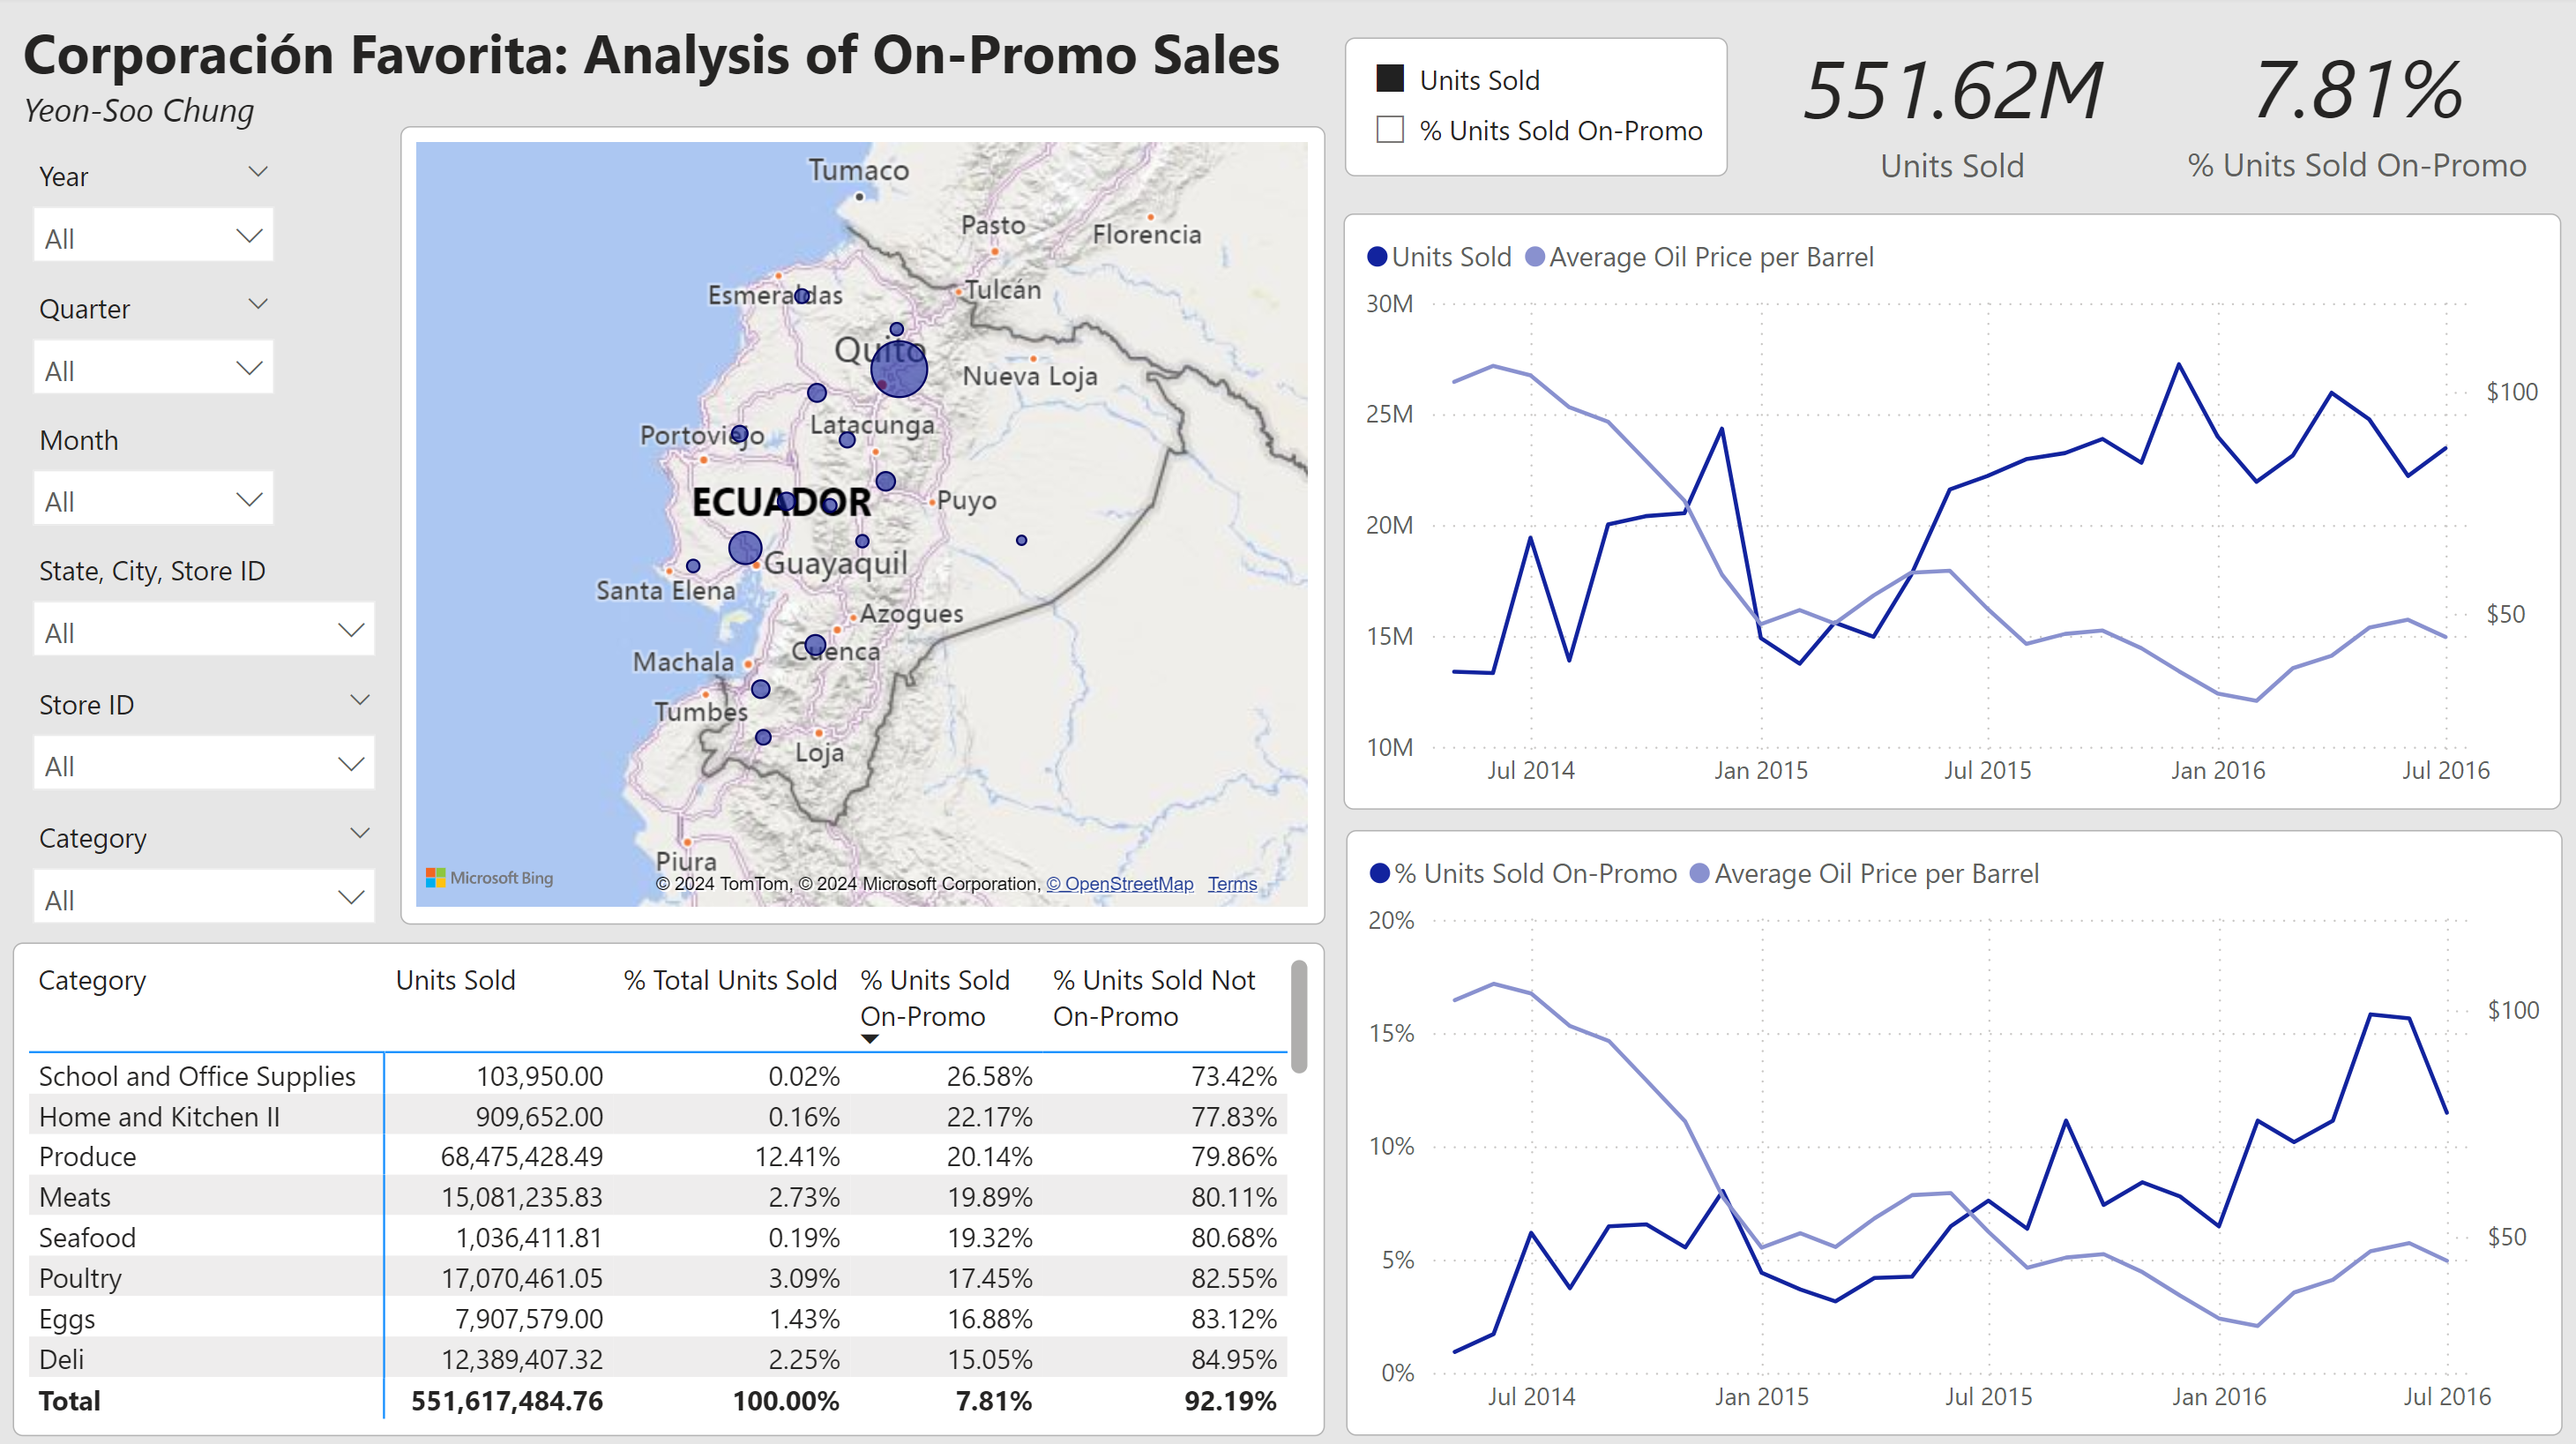 Corporación Favorita: Analysis of On-Promo Sales
Yeon-Soo Chung
Year
All
Quarter
All
Month
All
State, City, Store ID
All
Store ID
All
Category
All
Tumaco
Pasto
Florencia
Esmeraldas
Tulcán
Quito
Nueva Loja
Latacunga
Portoviejo
ECUADOR
Puyo
Guayaquil
Santa Elena
Azogues
Cuenca
Machala
Tumbes
Loja
Piura
Microsoft Bing
© 2024 TomTom, © 2024 Microsoft Corporation, © OpenStreetMap Terms
Units Sold
% Units Sold On-Promo
551.62M
Units Sold
7.81%
% Units Sold On-Promo
Units Sold Average Oil Price per Barrel
30M
25M
20M
15M
10M
$100
$50
Jul 2014 Jan 2015 Jul 2015 Jan 2016 Jul 2016
% Units Sold On-Promo Average Oil Price per Barrel
20%
15%
10%
5%
0%
$100
$50
Jul 2014 Jan 2015 Jul 2015 Jan 2016 Jul 2016
Category Units Sold % Total Units Sold % Units Sold On-Promo % Units Sold Not On-Promo
School and Office Supplies 103,950.00 0.02% 26.58% 73.42%
Home and Kitchen II 909,652.00 0.16% 22.17% 77.83%
Produce 68,475,428.49 12.41% 20.14% 79.86%
Meats 15,081,235.83 2.73% 19.89% 80.11%
Seafood 1,036,411.81 0.19% 19.32% 80.68%
Poultry 17,070,461.05 3.09% 17.45% 82.55%
Eggs 7,907,579.00 1.43% 16.88% 83.12%
Deli 12,389,407.32 2.25% 15.05% 84.95%
Total 551,617,484.76 100.00% 7.81% 92.19%